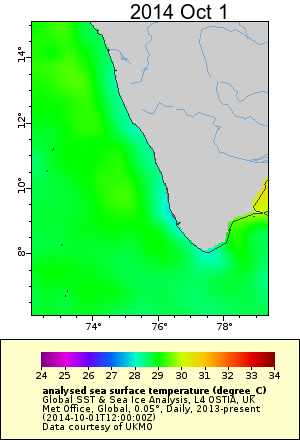 2014 Oct 1
14°
12°
10°
8°
74° 76° 78°
24 25 26 27 28 29 30 31 32 33 34
analysed sea surface temperature (degree_C)
Global SST & Sea Ice Analysis, L4 OSTIA, UK
Met Office, Global, 0.05°, Daily, 2013-present
(2014-10-01T12:00:00Z)
Data courtesy of UKMO